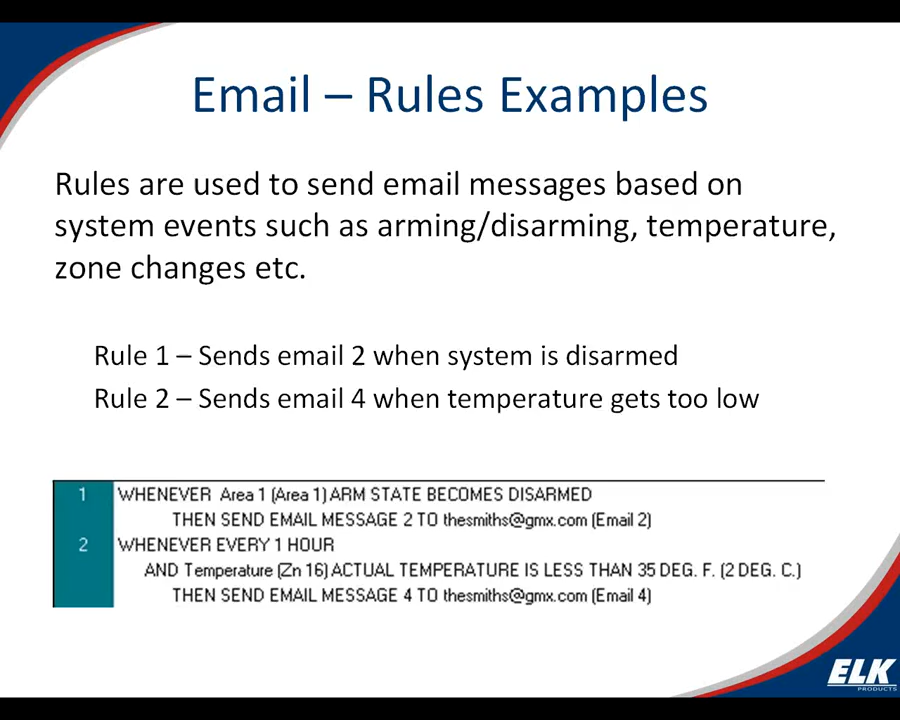 Email – Rules Examples
Rules are used to send email messages based on
system events such as arming/disarming, temperature,
zone changes etc.
Rule 1 – Sends email 2 when system is disarmed
Rule 2 – Sends email 4 when temperature gets too low
1 WHENEVER Area 1 (Area 1) ARM STATE BECOMES DISARMED
THEN SEND EMAIL MESSAGE 2 TO thesmiths@gmx.com (Email 2)
2 WHENEVER EVERY 1 HOUR
AND Temperature (Zn 16) ACTUAL TEMPERATURE IS LESS THAN 35 DEG. F. (2 DEG. C.)
THEN SEND EMAIL MESSAGE 4 TO thesmiths@gmx.com (Email 4)
ELK
PRODUCTS